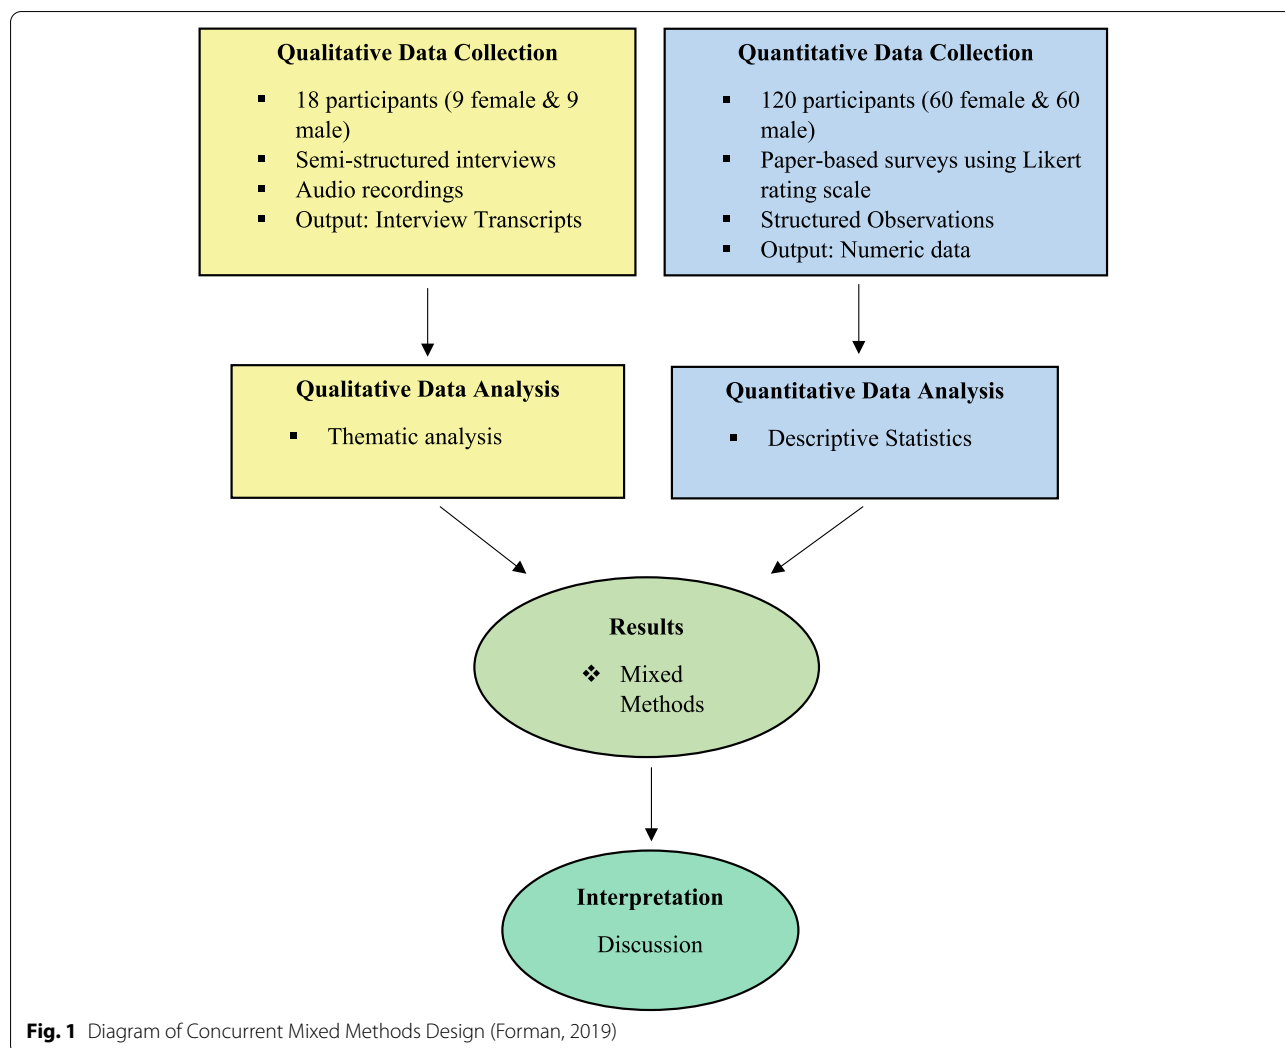 Qualitative Data Collection
▪ 18 participants (9 female & 9
male)
▪ Semi-structured interviews
▪ Audio recordings
▪ Output: Interview Transcripts
Quantitative Data Collection
▪ 120 participants (60 female & 60
male)
▪ Paper-based surveys using Likert
rating scale
▪ Structured Observations
▪ Output: Numeric data
Qualitative Data Analysis
▪ Thematic analysis
Quantitative Data Analysis
▪ Descriptive Statistics
Results
❖ Mixed
Methods
Interpretation
Discussion
Fig. 1 Diagram of Concurrent Mixed Methods Design (Forman, 2019)